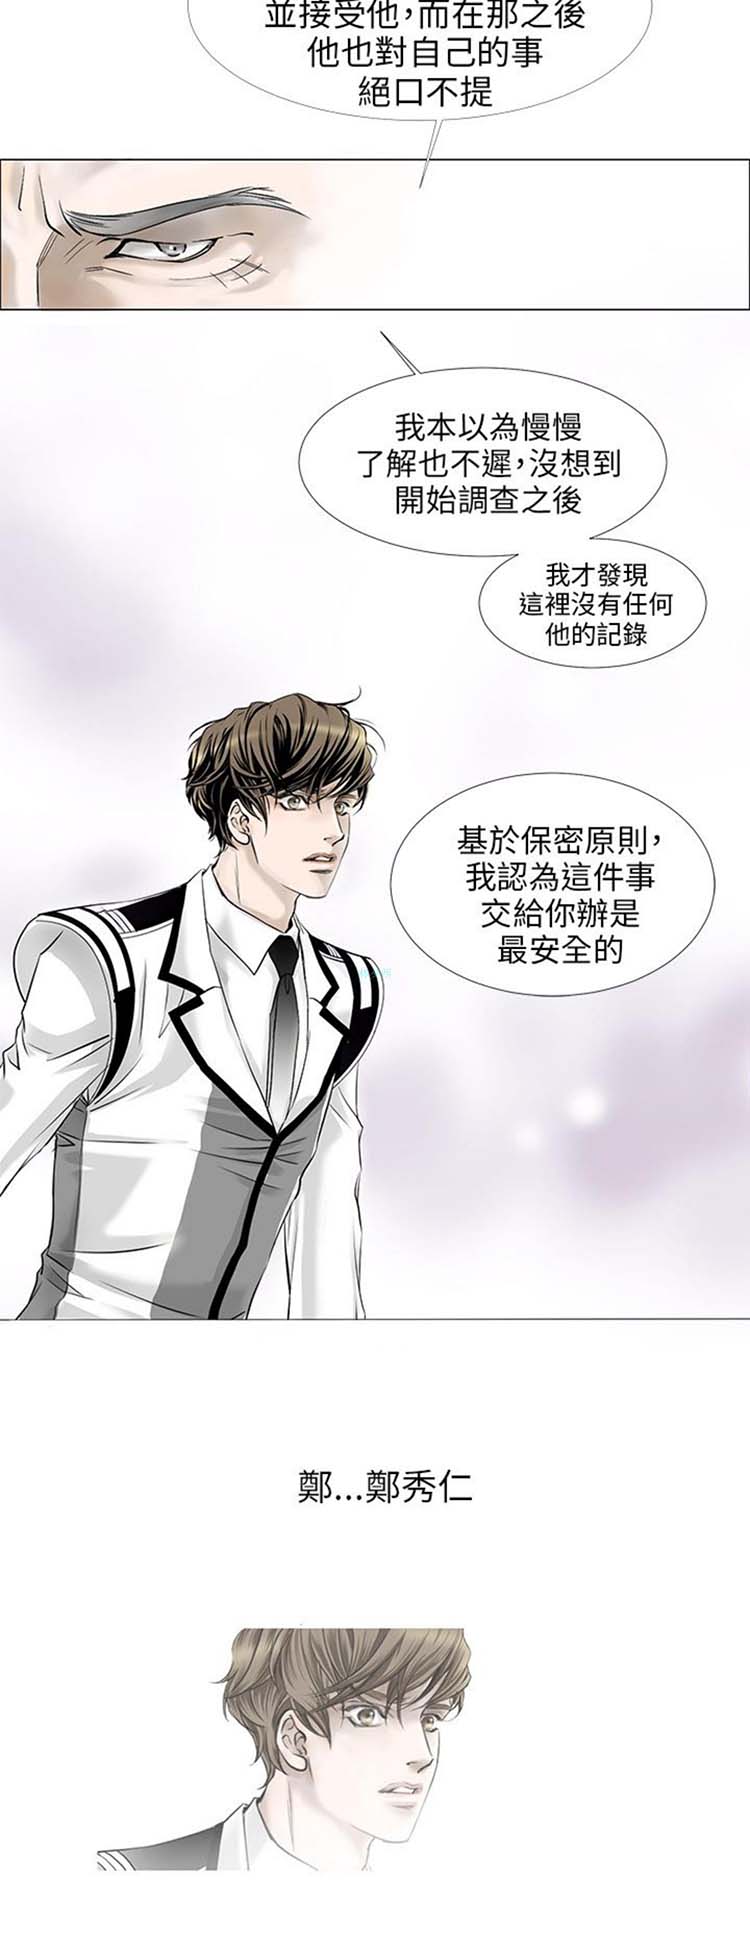 並接受他，而在那之後
他也對自己的事
絕口不提
我本以為慢慢
了解也不遲，沒想到
開始調查之後
我才發現
這裡沒有任何
他的記錄
基於保密原則，
我認為這件事
交給你辦是
最安全的
鄭…鄭秀仁